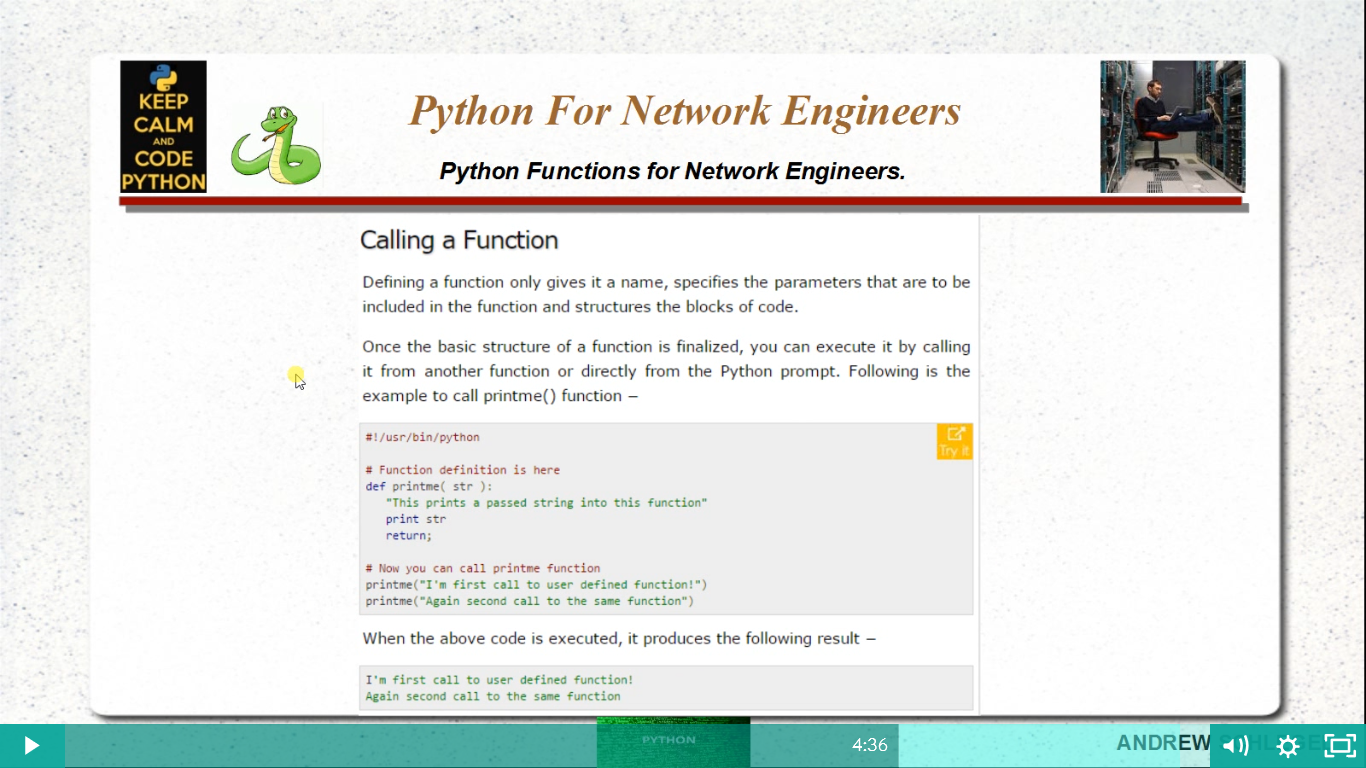 KEEP
CALM
AND
CODE
PYTHON
Python For Network Engineers
Python Functions for Network Engineers.
Calling a Function
Defining a function only gives it a name, specifies the parameters that are to be
included in the function and structures the blocks of code.
Once the basic structure of a function is finalized, you can execute it by calling
it from another function or directly from the Python prompt. Following is the
example to call printme() function −
#!/usr/bin/python
Try it
# Function definition is here
def printme( str ):
"This prints a passed string into this function"
print str
return;
# Now you can call printme function
printme("I'm first call to user defined function!")
printme("Again second call to the same function")
When the above code is executed, it produces the following result −
I'm first call to user defined function!
Again second call to the same function
PYTHON
4:36
ANDREW